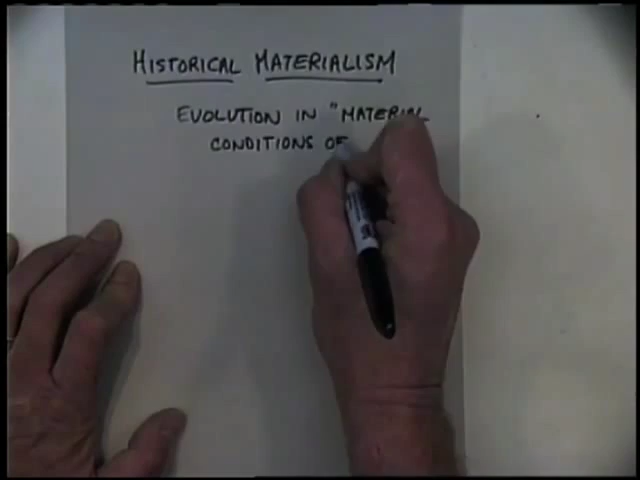 HISTORICAL MATERIALISM
EVOLUTION IN "MATERIAL
CONDITIONS OF